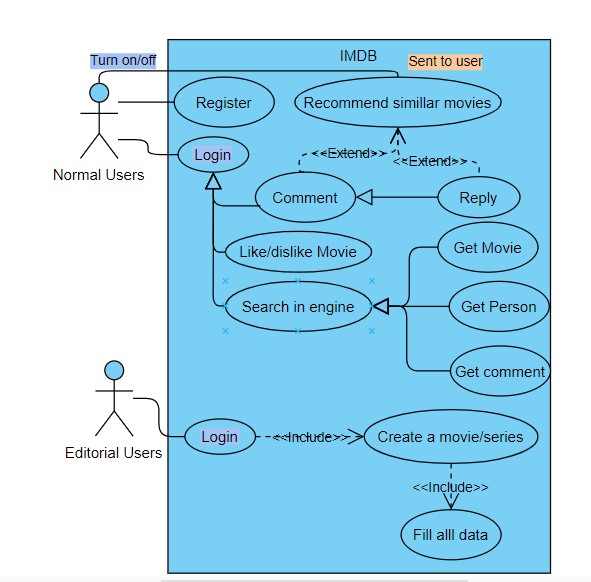 IMDB
Turn on/off
Sent to user
Register
Recommend simillar movies
Login
<<Extend>>
<<Extend>>
Normal Users
Comment
Reply
Like/dislike Movie
Get Movie
Search in engine
Get Person
Get comment
Login
<<Include>>
Create a movie/series
Editorial Users
<<Include>>
Fill alll data